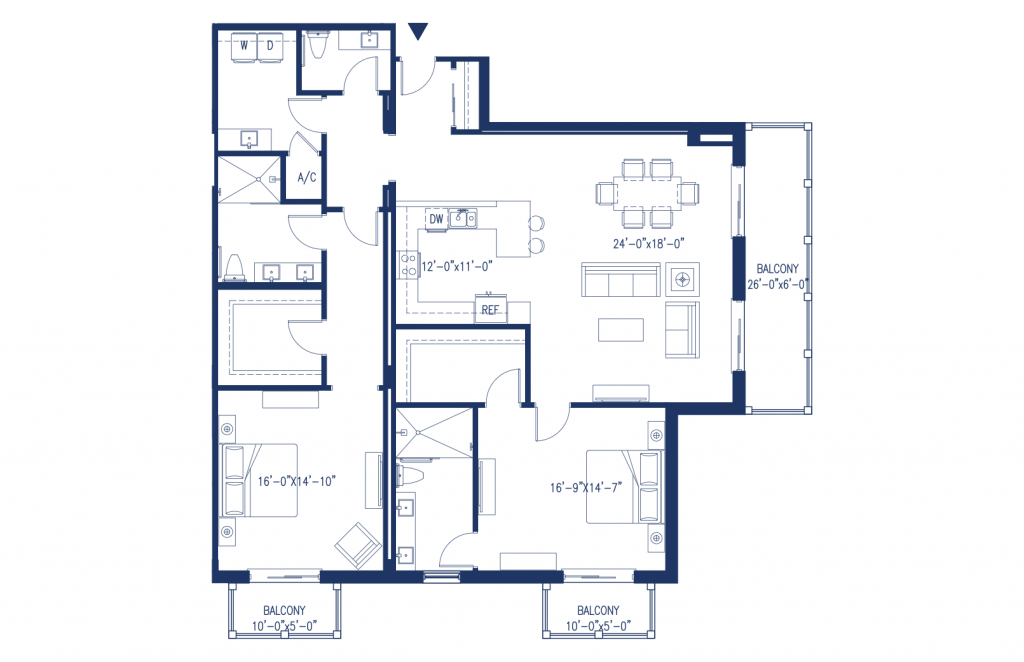 W D
A/C
DW
24'-0"x18'-0"
12'-0"x11'-0"
BALCONY
26'-0"x6'-0"
REF
16'-0"X14'-10"
16'-9"X14'-7"
BALCONY
10'-0"x5'-0"
BALCONY
10'-0"x5'-0"